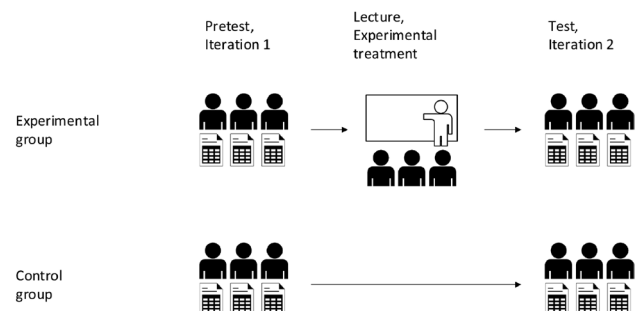 Pretest,
Iteration 1
Lecture,
Experimental
treatment
Test,
Iteration 2
Experimental
group
Control
group